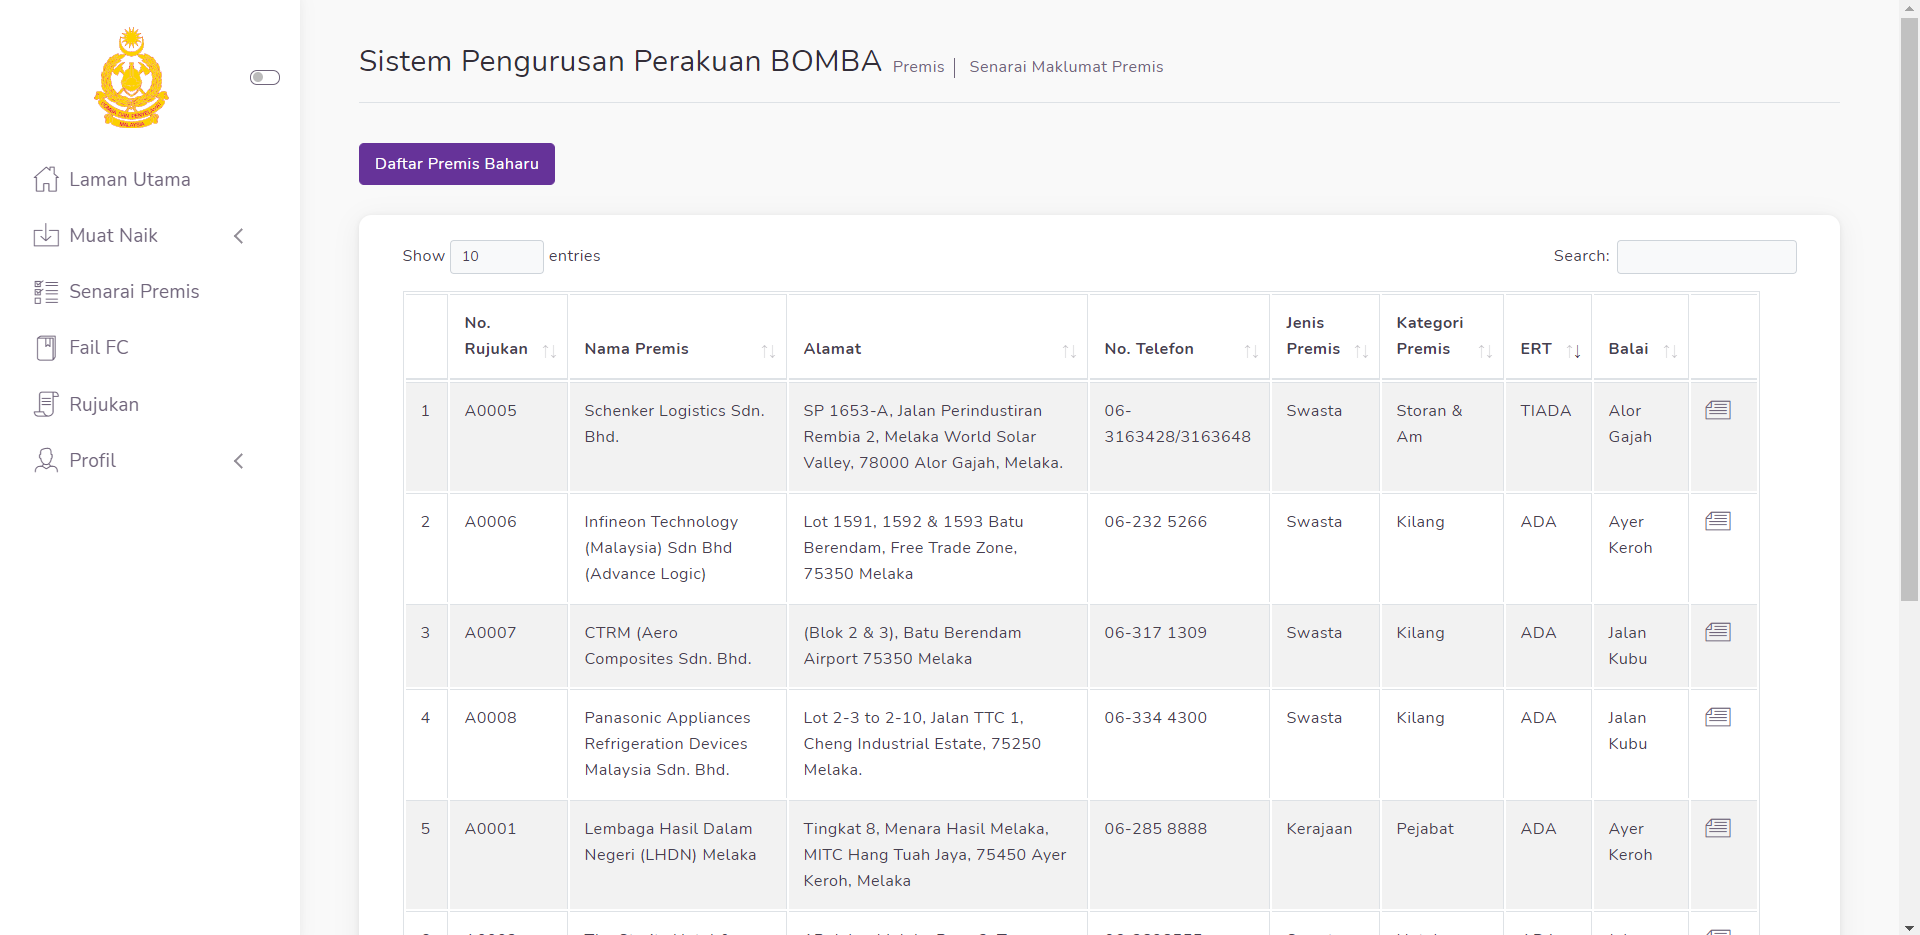 Sistem Pengurusan Perakuan BOMBA Premis | Senarai Maklumat Premis
MALAYSIA
Laman Utama
Muat Naik
Senarai Premis
Fail FC
Rujukan
Profil
Daftar Premis Baharu
Show 10 entries
Search:
No. Rujukan
Nama Premis
Alamat
No. Telefon
Jenis Premis
Kategori Premis
ERT
Balai
1
A0005
Schenker Logistics Sdn.
Bhd.
SP 1653-A, Jalan Perindustiran
Rembia 2, Melaka World Solar
Valley, 78000 Alor Gajah, Melaka.
06-
3163428/3163648
Swasta
Storan &
Am
TIADA
Alor
Gajah
2
A0006
Infineon Technology
(Malaysia) Sdn Bhd
(Advance Logic)
Lot 1591, 1592 & 1593 Batu
Berendam, Free Trade Zone,
75350 Melaka
06-232 5266
Swasta
Kilang
ADA
Ayer
Keroh
3
A0007
CTRM (Aero
Composites Sdn. Bhd.
(Blok 2 & 3), Batu Berendam
Airport 75350 Melaka
06-317 1309
Swasta
Kilang
ADA
Jalan
Kubu
4
A0008
Panasonic Appliances
Refrigeration Devices
Malaysia Sdn. Bhd.
Lot 2-3 to 2-10, Jalan TTC 1,
Cheng Industrial Estate, 75250
Melaka.
06-334 4300
Swasta
Kilang
ADA
Jalan
Kubu
5
A0001
Lembaga Hasil Dalam
Negeri (LHDN) Melaka
Tingkat 8, Menara Hasil Melaka,
MITC Hang Tuah Jaya, 75450 Ayer
Keroh, Melaka
06-285 8888
Kerajaan
Pejabat
ADA
Ayer
Keroh